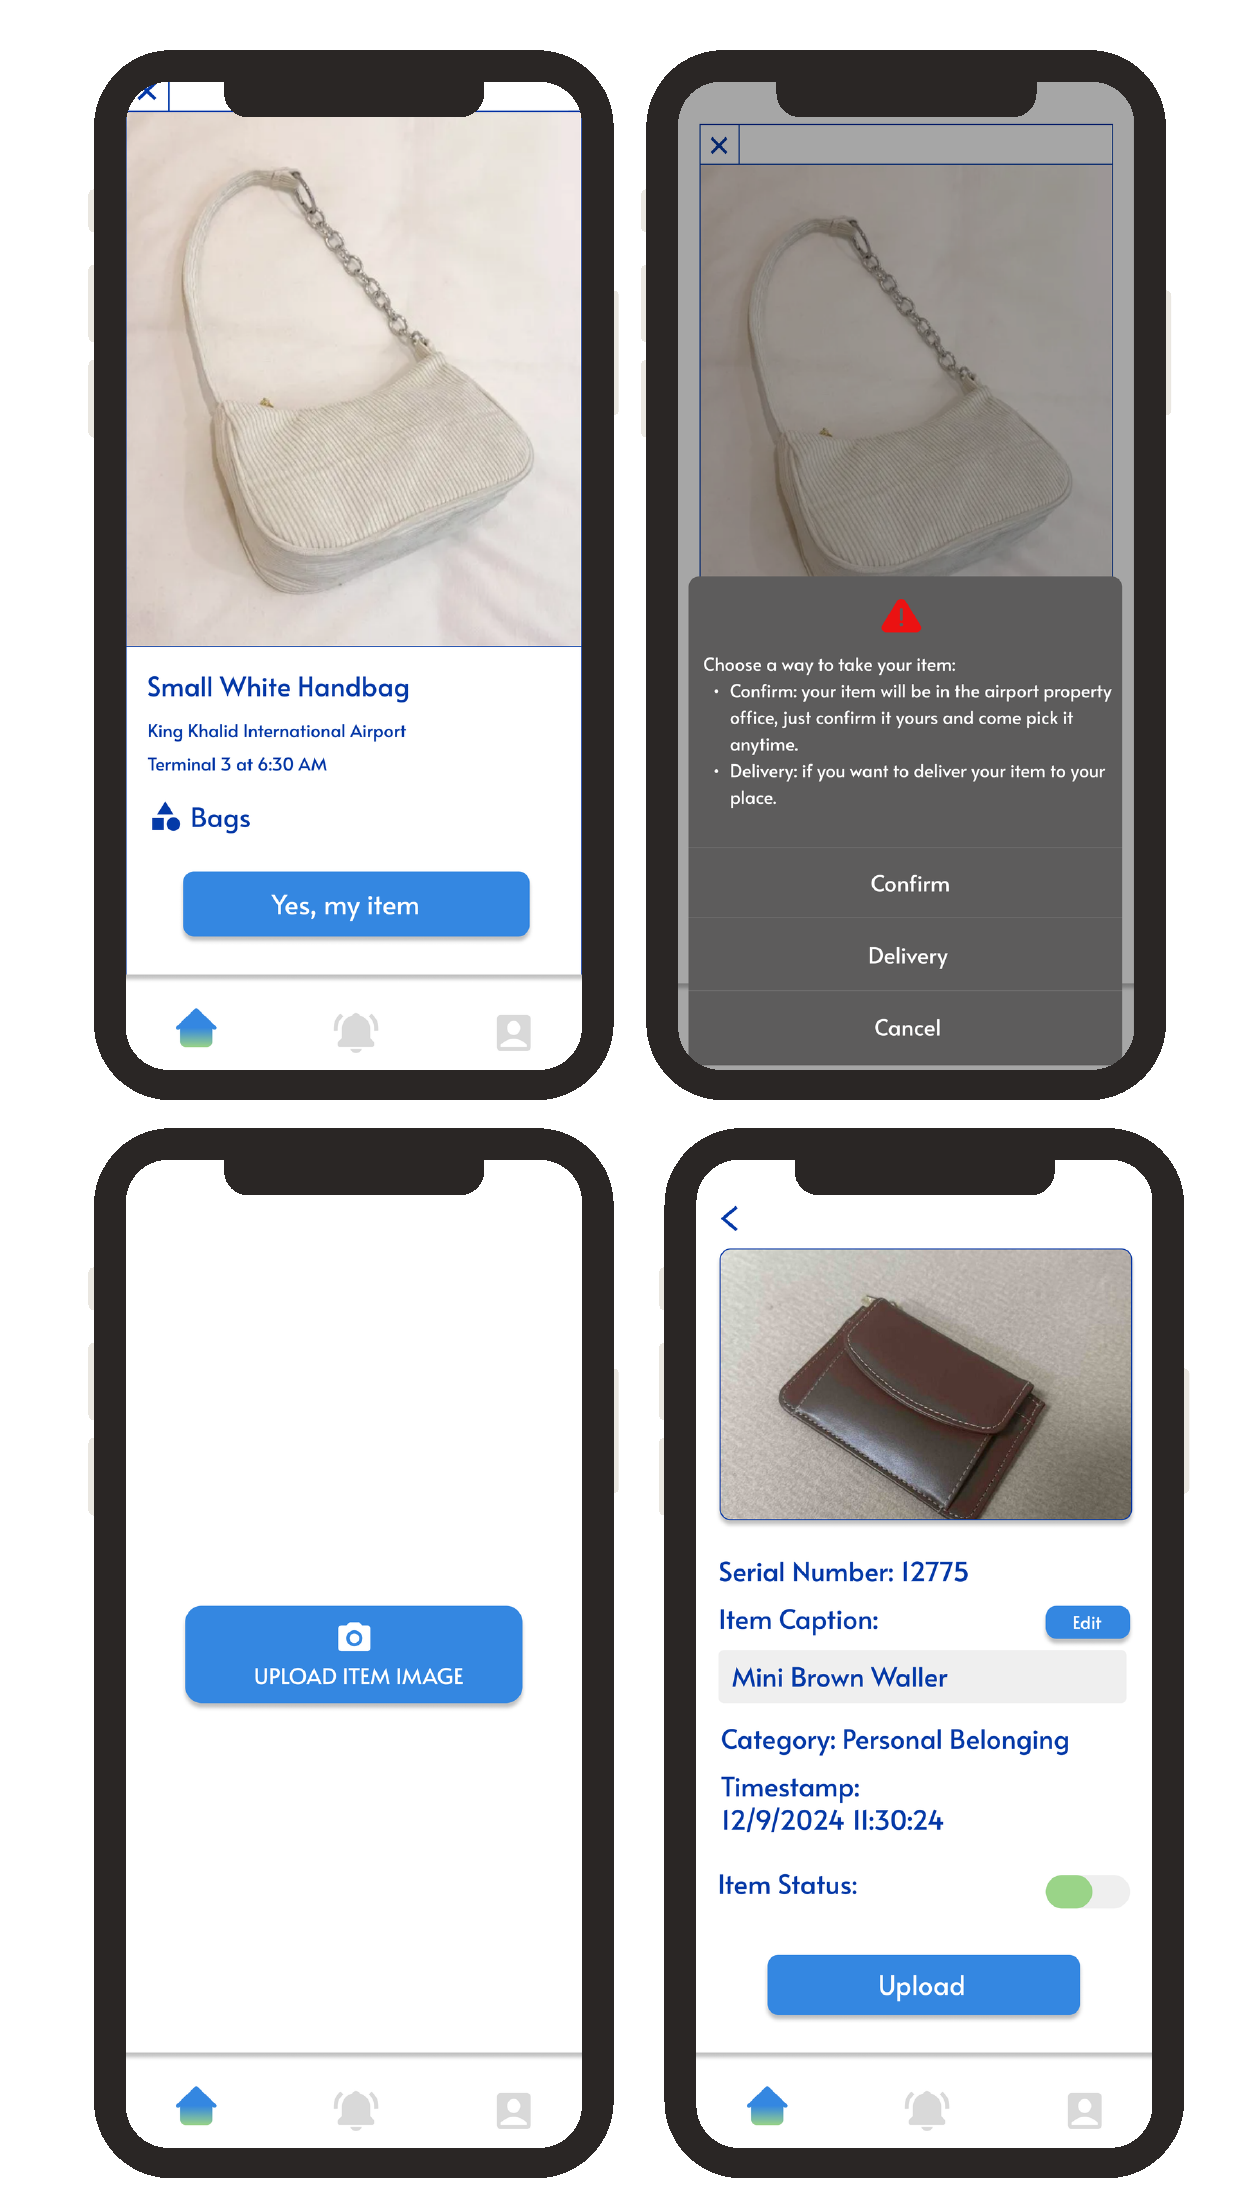 Small White Handbag
King Khalid International Airport
Terminal 3 at 6:30 AM
Bags
Yes, my item
Choose a way to take your item:
• Confirm: your item will be in the airport property
office, just confirm it yours and come pick it
anytime.
• Delivery: if you want to deliver your item to your
place.
Confirm
Delivery
Cancel
UPLOAD ITEM IMAGE
Serial Number: 12775
Item Caption:
Edit
Mini Brown Waller
Category: Personal Belonging
Timestamp:
12/9/2024 11:30:24
Item Status:
Upload